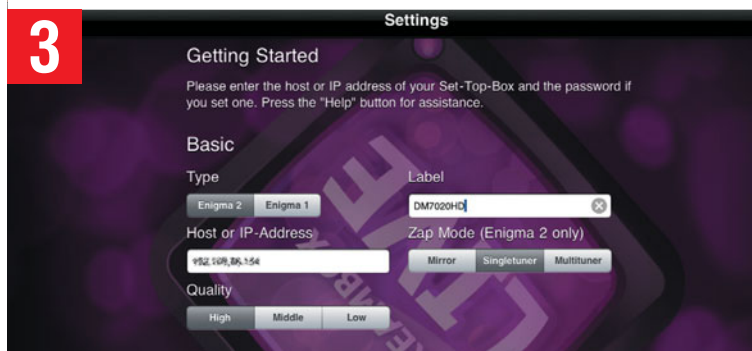 3
Settings
Getting Started
Please enter the host or IP address of your Set-Top-Box and the password if
you set one. Press the "Help" button for assistance.
Basic
Type
Label
Enigma 2 Enigma 1
DM7020HD
Host or IP-Address
Zap Mode (Enigma 2 only)
Mirror Singletuner Multituner
Quality
High Middle Low
LIVE